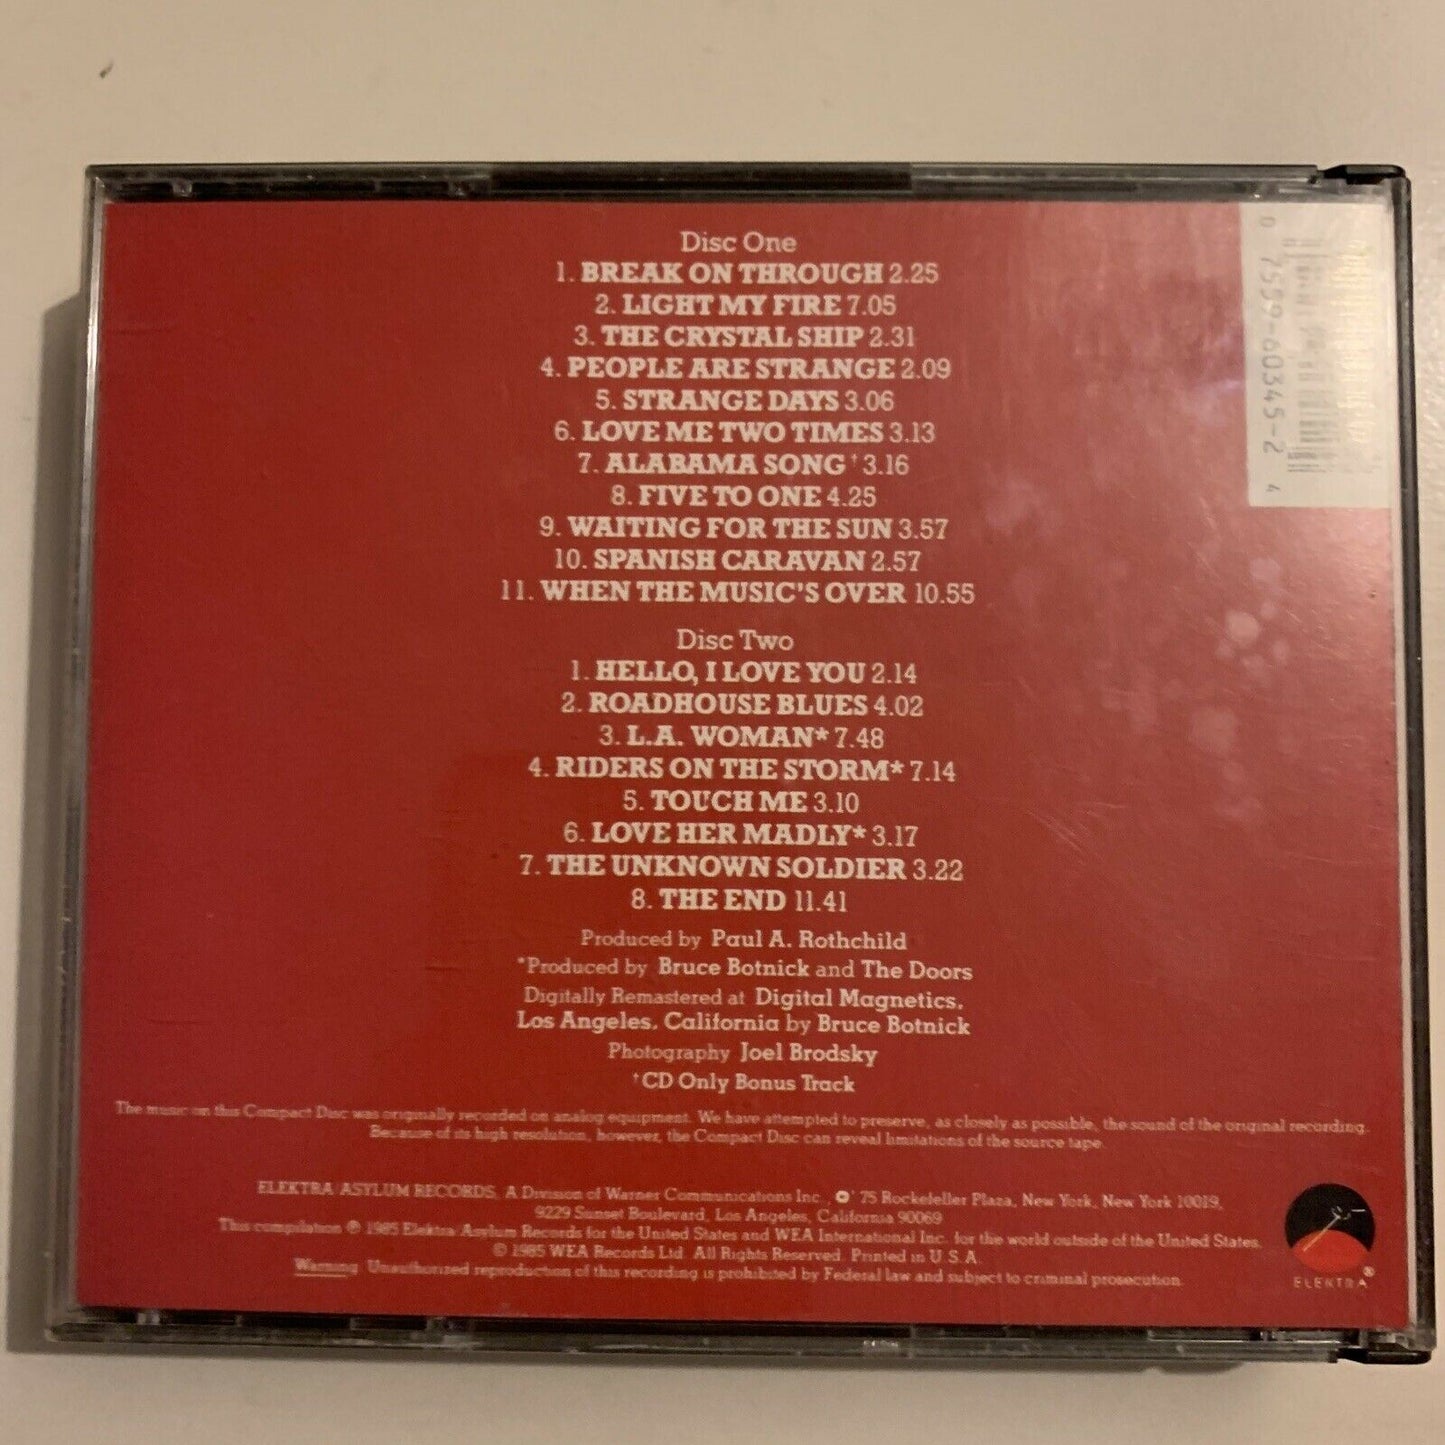 Disc One
1. BREAK ON THROUGH 2.25
2. LIGHT MY FIRE 7.05
3. THE CRYSTAL SHIP 2.31
4. PEOPLE ARE STRANGE 2.09
5. STRANGE DAYS 3.06
6. LOVE ME TWO TIMES 3.13
7. ALABAMA SONG † 3.16
8. FIVE TO ONE 4.25
9. WAITING FOR THE SUN 3.57
10. SPANISH CARAVAN 2.57
11. WHEN THE MUSIC'S OVER 10.55
Disc Two
1. HELLO, I LOVE YOU 2.14
2. ROADHOUSE BLUES 4.02
3. L.A. WOMAN* 7.48
4. RIDERS ON THE STORM* 7.14
5. TOUCH ME 3.10
6. LOVE HER MADLY* 3.17
7. THE UNKNOWN SOLDIER 3.22
8. THE END 11.41
Produced by Paul A. Rothchild
*Produced by Bruce Botnick and The Doors
Digitally Remastered at Digital Magnetics,
Los Angeles, California by Bruce Botnick
Photography Joel Brodsky
†CD Only Bonus Track
The music on this Compact Disc was originally recorded on analog equipment. We have attempted to preserve, as closely as possible, the sound of the original recording.
Because of its high resolution, however, the Compact Disc can reveal limitations of the source tape.
ELEKTRA/ASYLUM RECORDS, A Division of Warner Communications Inc., 75 Rockefeller Plaza, New York, New York 10019,
9229 Sunset Boulevard, Los Angeles, California 90069
This compilation ℗ 1985 Elektra/Asylum Records for the United States and WEA International Inc. for the world outside of the United States.
© 1985 WEA Records Ltd. All Rights Reserved. Printed in U.S.A.
Warning: Unauthorized reproduction of this recording is prohibited by Federal law and subject to criminal prosecution.
ELEKTRA®
0 7559-60345-2 4